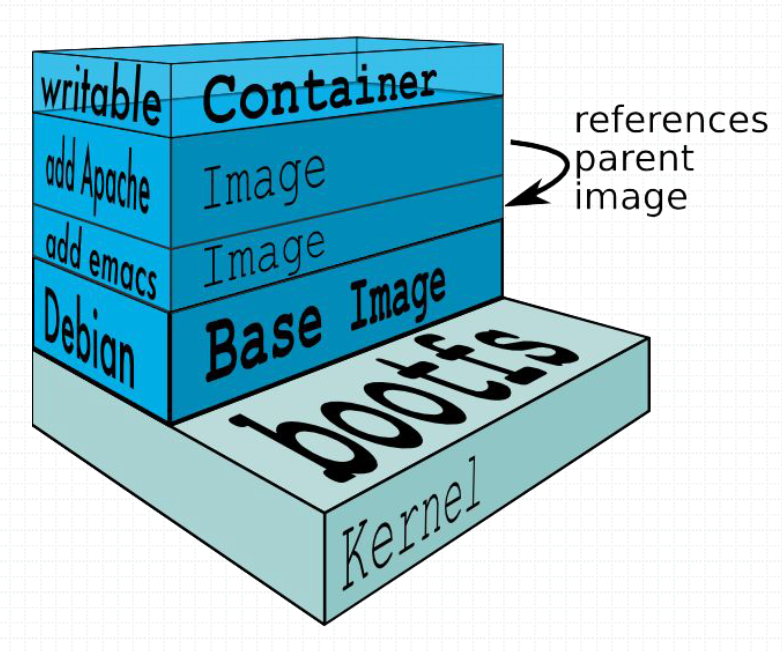 writable Container
add Apache Image
add emacs Image
Debian Base Image
bootfs
Kernel
references
parent
image